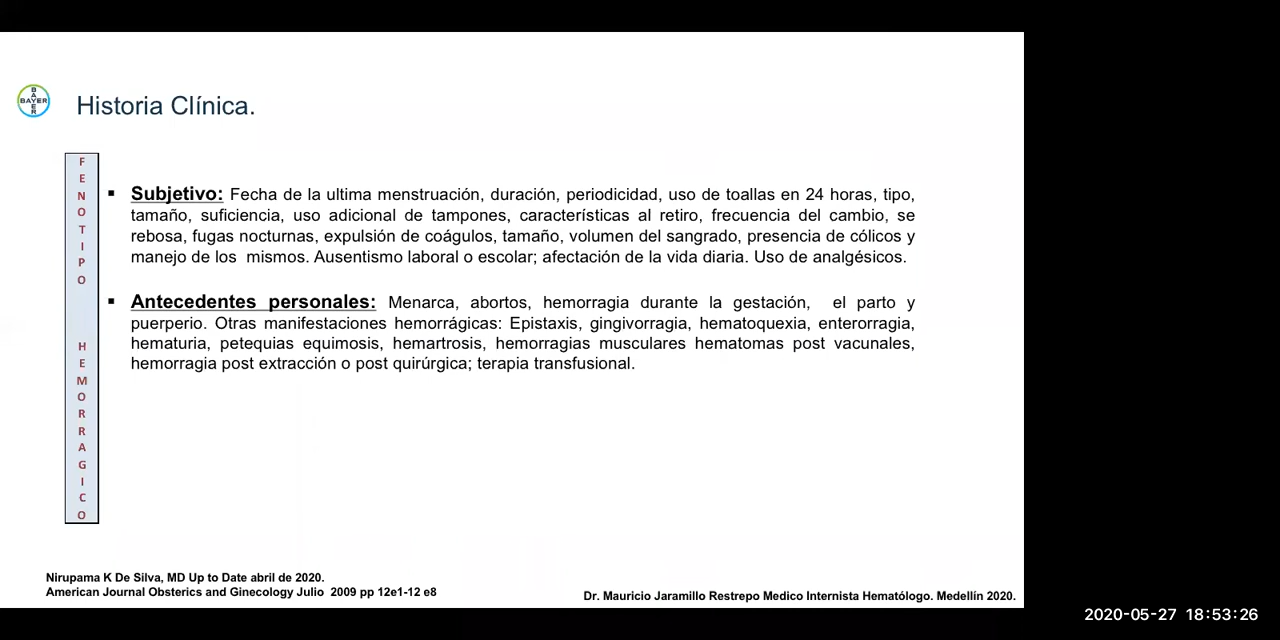 BAYER
BAYER
Historia Clínica.
FENOTIPO HEMORRAGICO
▪ Subjetivo: Fecha de la ultima menstruación, duración, periodicidad, uso de toallas en 24 horas, tipo,
tamaño, suficiencia, uso adicional de tampones, características al retiro, frecuencia del cambio, se
rebosa, fugas nocturnas, expulsión de coágulos, tamaño, volumen del sangrado, presencia de cólicos y
manejo de los mismos. Ausentismo laboral o escolar; afectación de la vida diaria. Uso de analgésicos.
▪ Antecedentes personales: Menarca, abortos, hemorragia durante la gestación, el parto y
puerperio. Otras manifestaciones hemorrágicas: Epistaxis, gingivorragia, hematoquexia, enterorragia,
hematuria, petequias equimosis, hemartrosis, hemorragias musculares hematomas post vacunales,
hemorragia post extracción o post quirúrgica; terapia transfusional.
Nirupama K De Silva, MD Up to Date abril de 2020.
American Journal Obsterics and Ginecology Julio 2009 pp 12e1-12 e8
Dr. Mauricio Jaramillo Restrepo Medico Internista Hematólogo. Medellín 2020.
2020-05-27 18:53:26